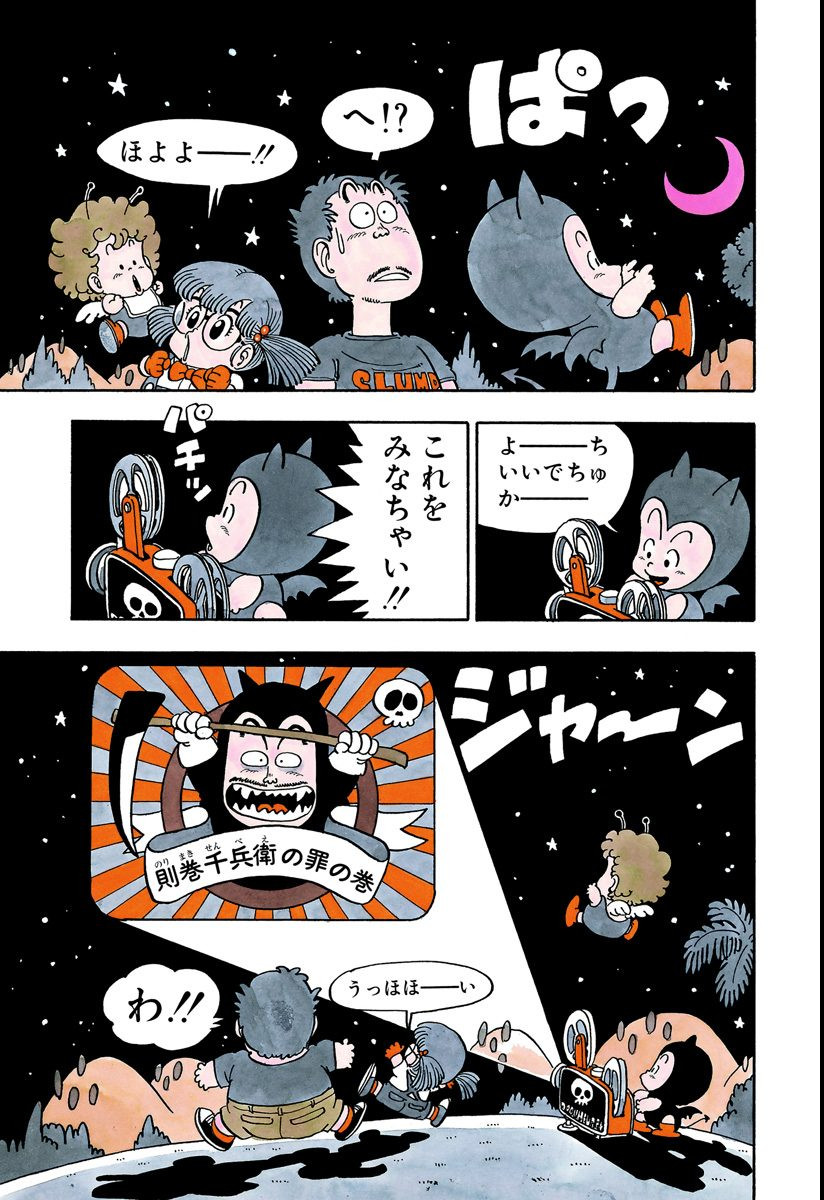 ぱっ
へ!?
ほよよ――!!
SLUMP
ち
よ――
いいでちゅ
か――
これを
みなちゃい!!
パチッ
ジャ〜ン
則巻千兵衛の罪の巻
のりまきせんべえ
うっほほ――い
わ!!